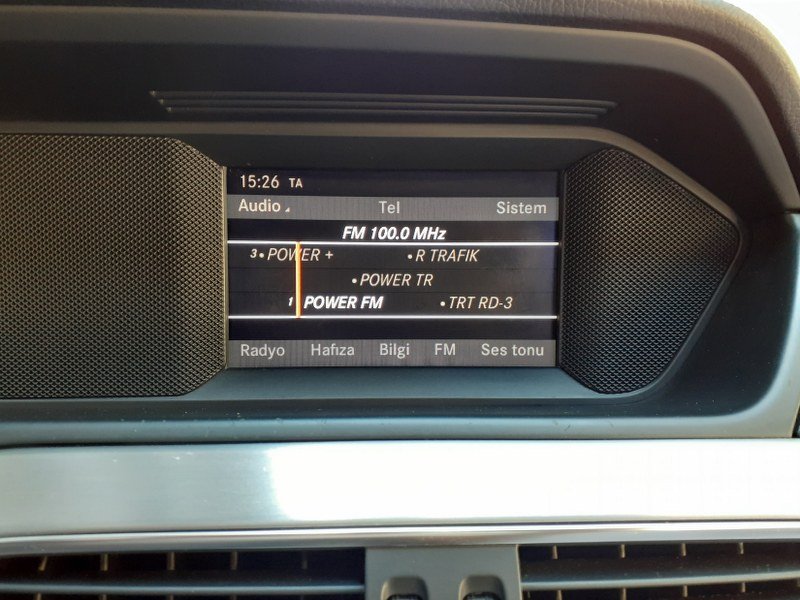 15:26 TA
Audio Tel Sistem
FM 100.0 MHz
3 • POWER + • R TRAFIK
• POWER TR
1 POWER FM • TRT RD-3
Radyo Hafıza Bilgi FM Ses tonu